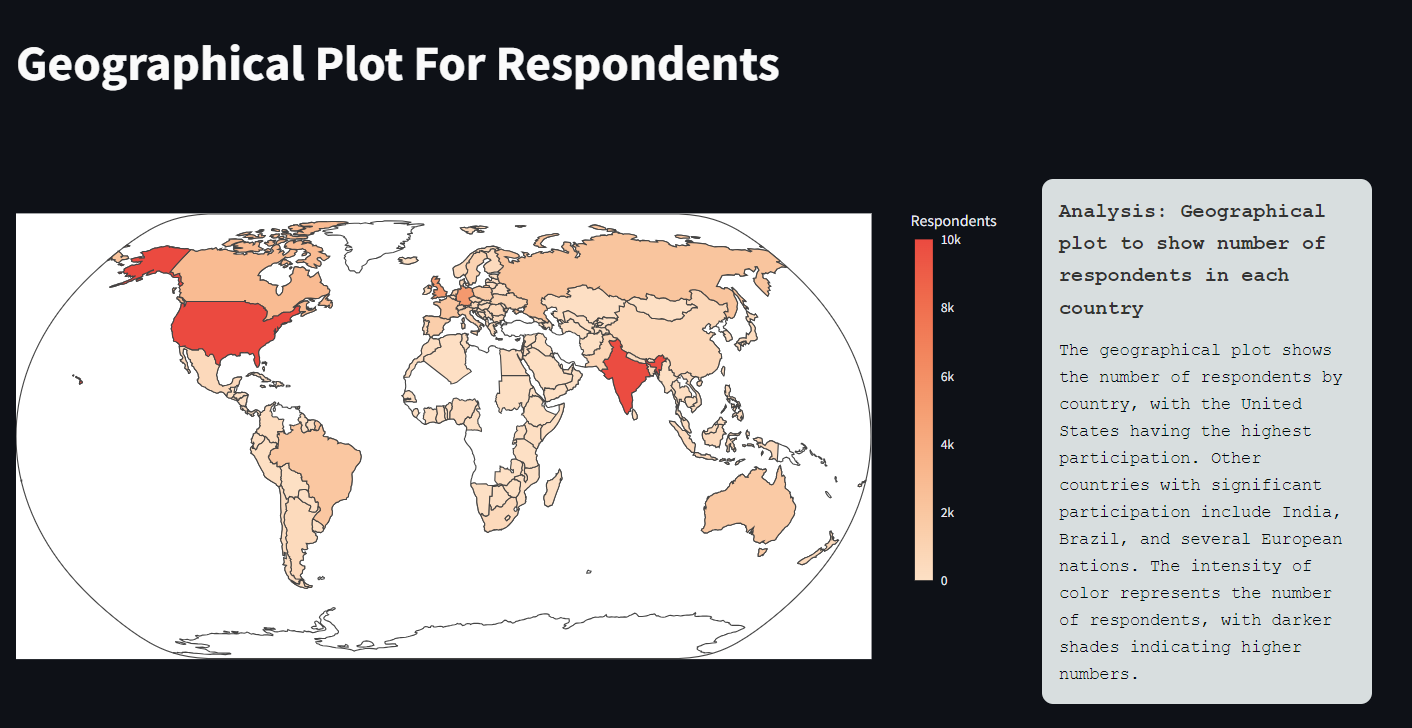 Geographical Plot For Respondents
Respondents
10k
8k
6k
4k
2k
0
Analysis: Geographical
plot to show number of
respondents in each
country
The geographical plot shows
the number of respondents by
country, with the United
States having the highest
participation. Other
countries with significant
participation include India,
Brazil, and several European
nations. The intensity of
color represents the number
of respondents, with darker
shades indicating higher
numbers.